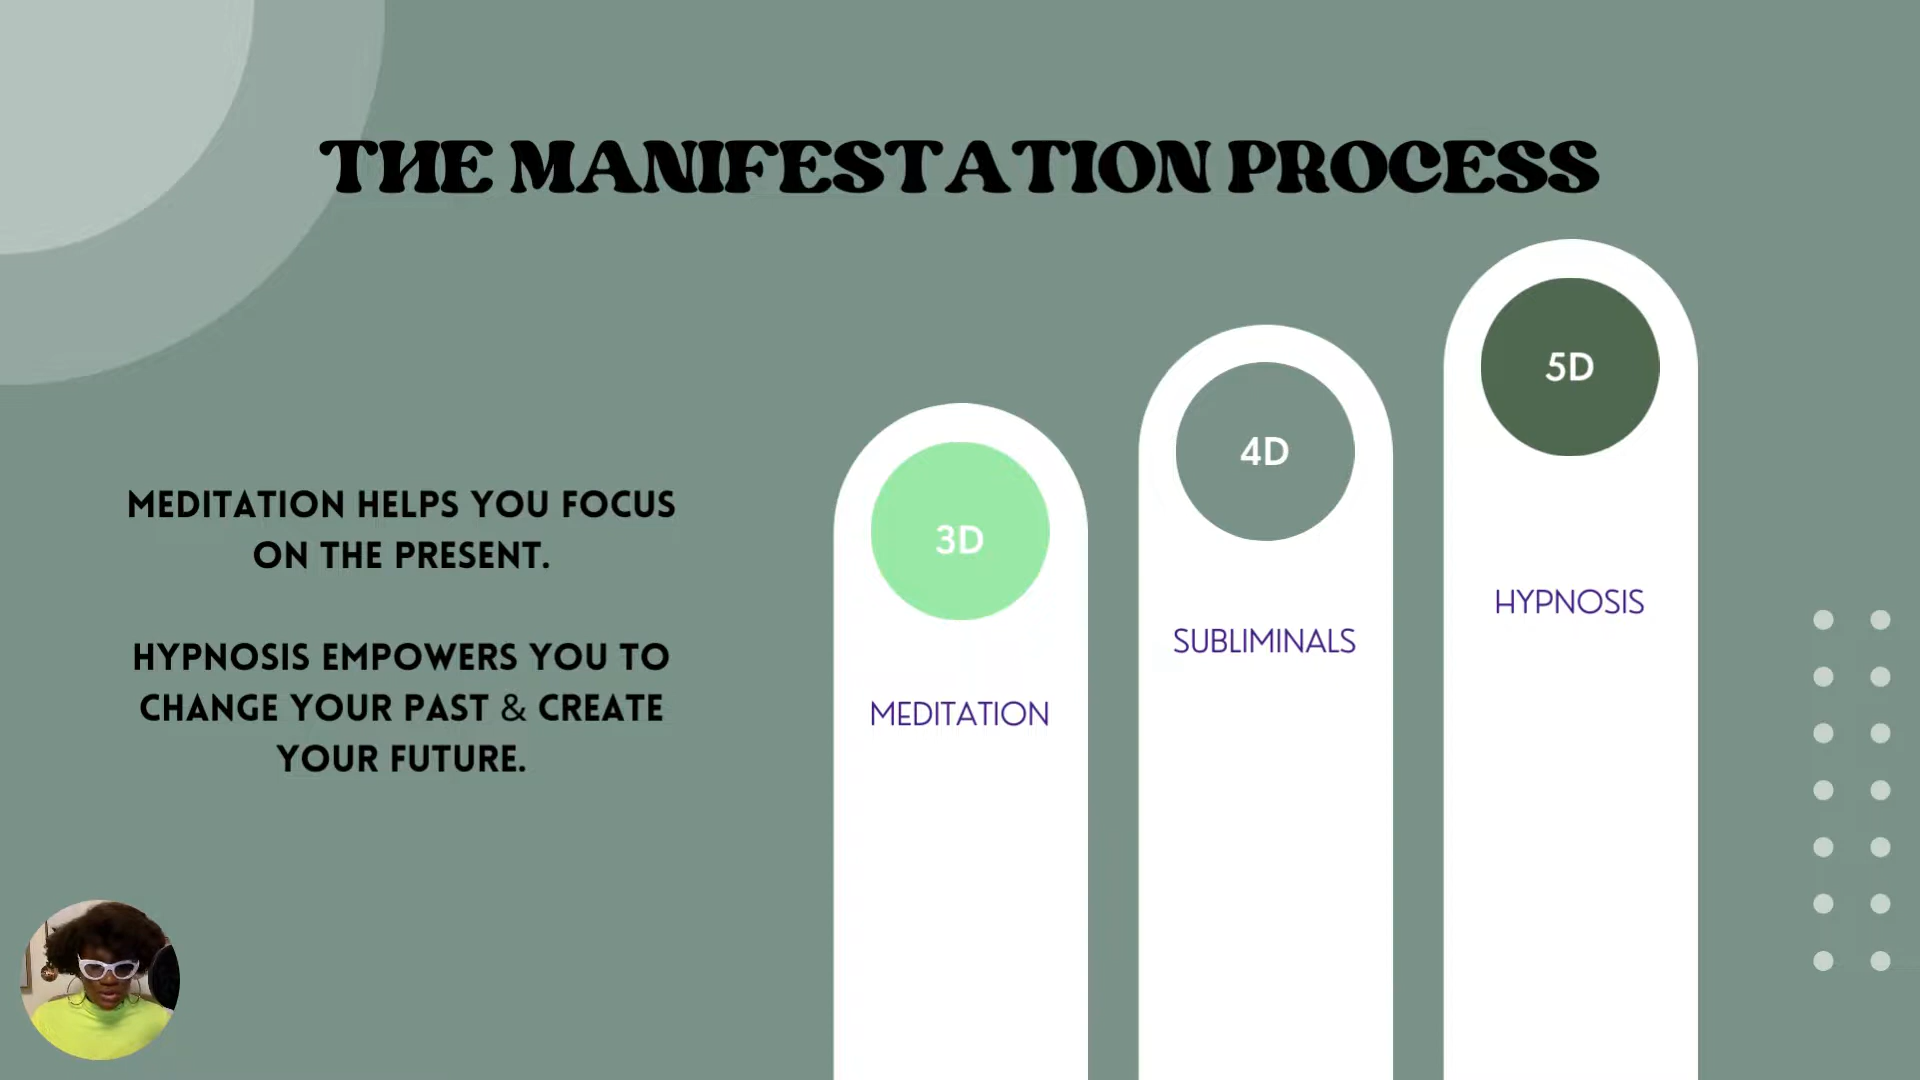 THE MANIFESTATION PROCESS
MEDITATION HELPS YOU FOCUS
ON THE PRESENT.
HYPNOSIS EMPOWERS YOU TO
CHANGE YOUR PAST & CREATE
YOUR FUTURE.
3D
MEDITATION
4D
SUBLIMINALS
5D
HYPNOSIS